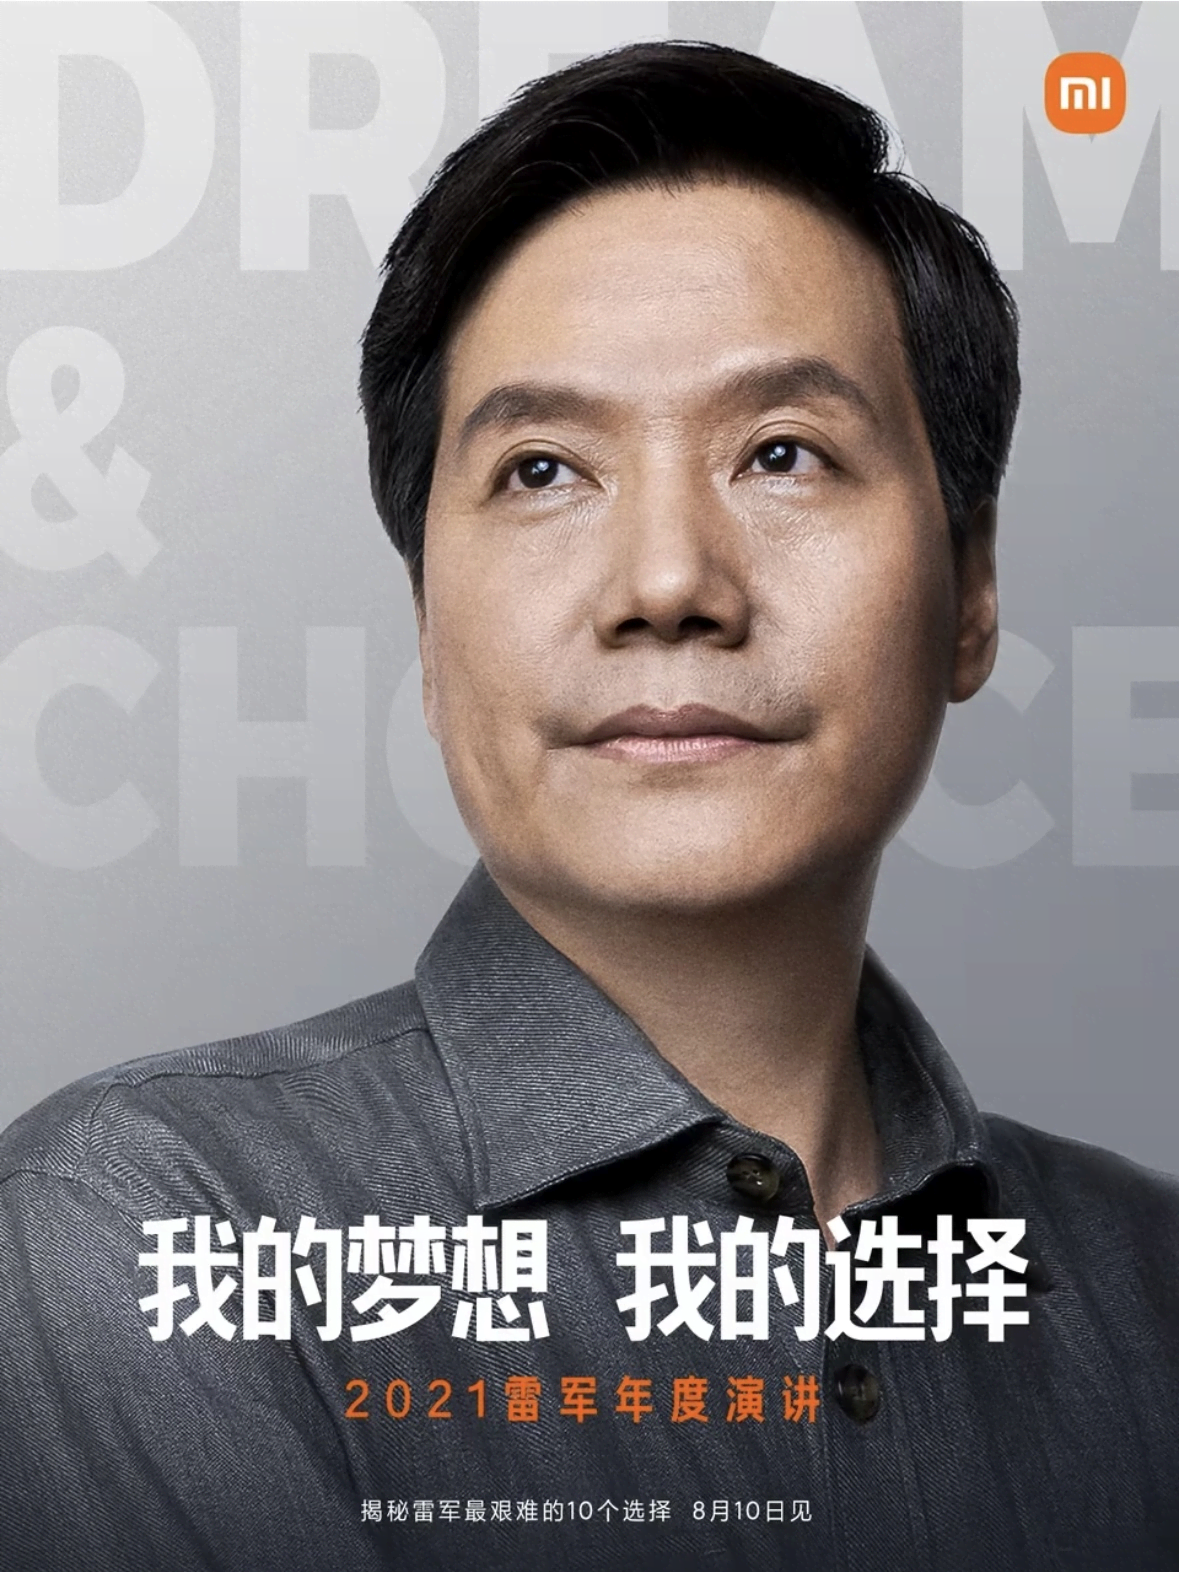 DREAM
mi
&
CHOICE
我的梦想 我的选择
2021雷军年度演讲
揭秘雷军最艰难的10个选择 8月10日见